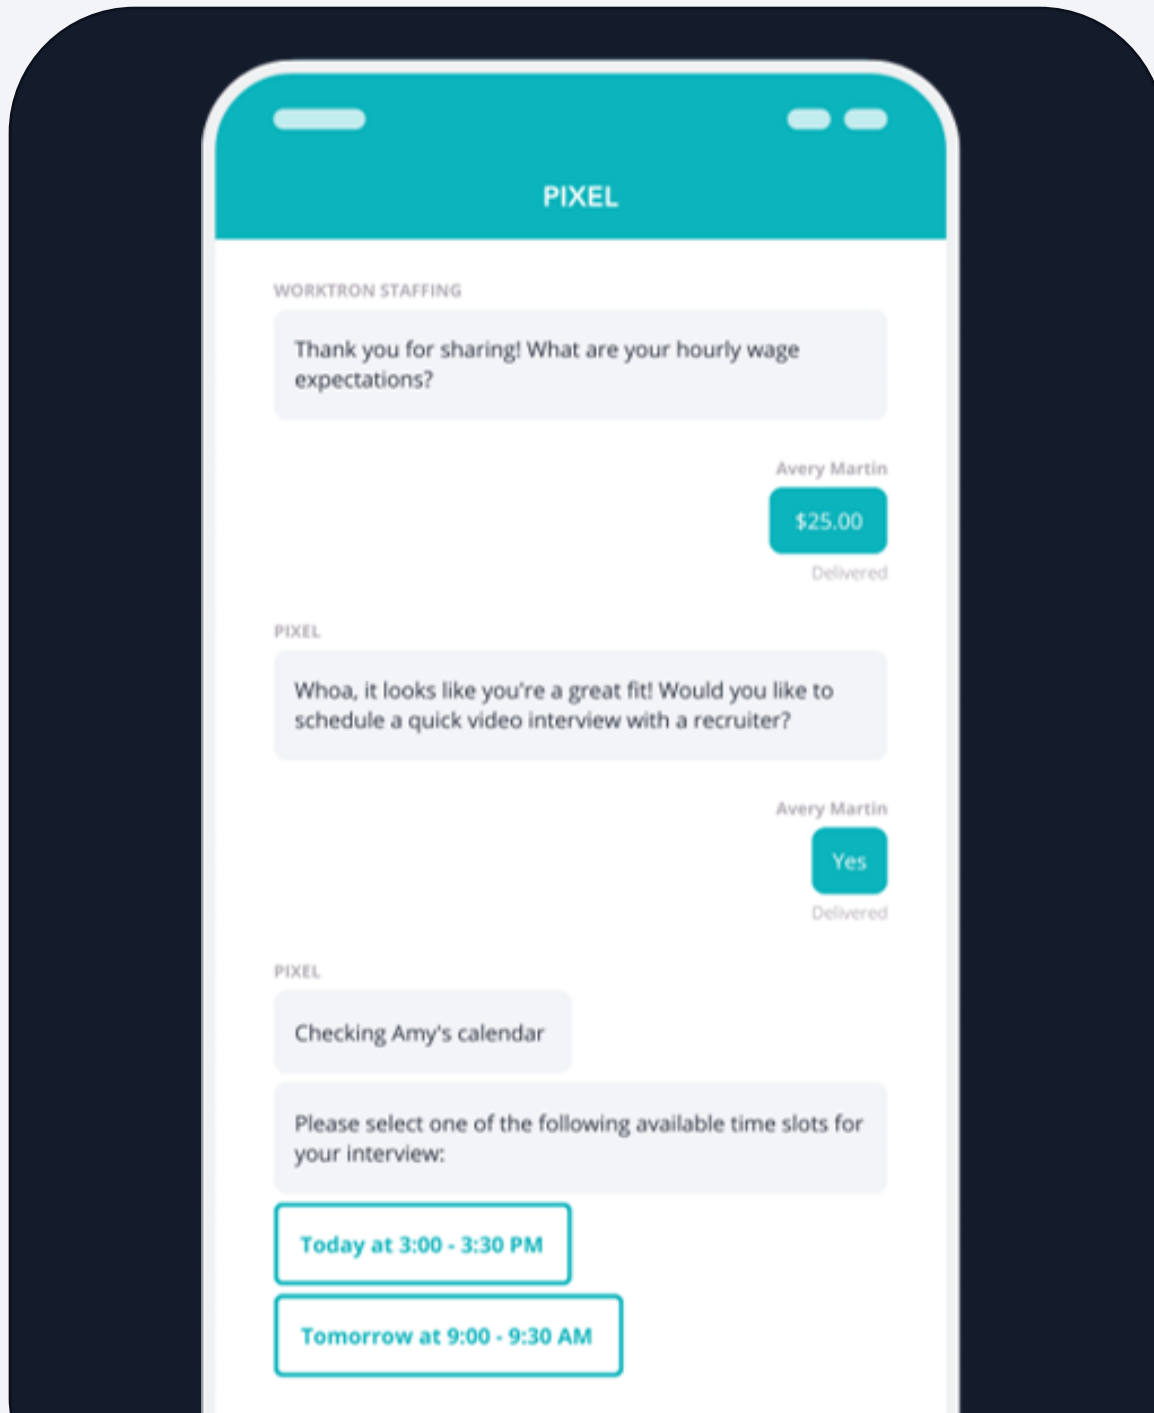 PIXEL
WORKTRON STAFFING
Thank you for sharing! What are your hourly wage
expectations?
Avery Martin
$25.00
Delivered
PIXEL
Whoa, it looks like you're a great fit! Would you like to
schedule a quick video interview with a recruiter?
Avery Martin
Yes
Delivered
PIXEL
Checking Amy's calendar
Please select one of the following available time slots for
your interview:
Today at 3:00 - 3:30 PM
Tomorrow at 9:00 - 9:30 AM